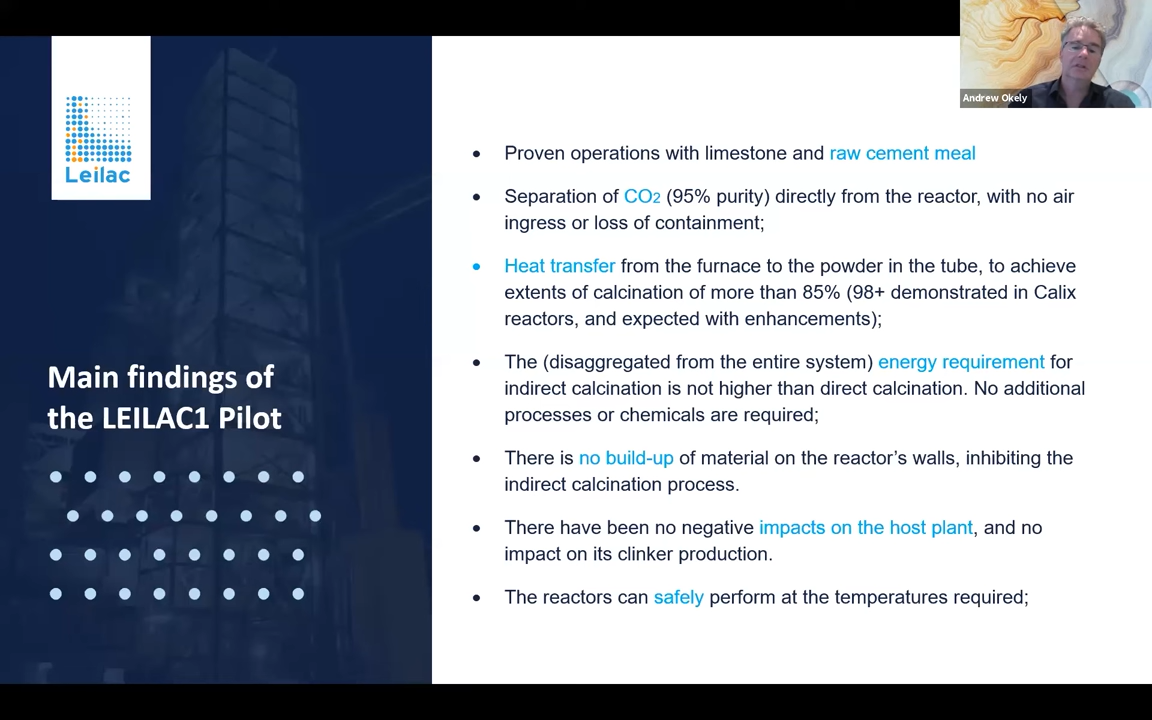 Andrew Okely
Leilac
Main findings of
the LEILAC1 Pilot
• Proven operations with limestone and raw cement meal
• Separation of CO2 (95% purity) directly from the reactor, with no air
ingress or loss of containment;
• Heat transfer from the furnace to the powder in the tube, to achieve
extents of calcination of more than 85% (98+ demonstrated in Calix
reactors, and expected with enhancements);
• The (disaggregated from the entire system) energy requirement for
indirect calcination is not higher than direct calcination. No additional
processes or chemicals are required;
• There is no build-up of material on the reactor’s walls, inhibiting the
indirect calcination process.
• There have been no negative impacts on the host plant, and no
impact on its clinker production.
• The reactors can safely perform at the temperatures required;